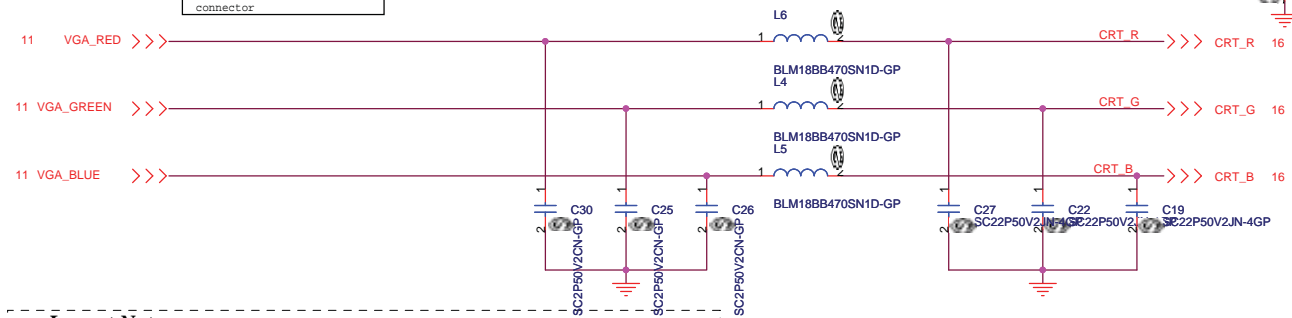 connector
L6
11 VGA_RED 1 2 CRT_R CRT_R 16
BLM18BB470SN1D-GP
L4
11 VGA_GREEN 1 2 CRT_G CRT_G 16
BLM18BB470SN1D-GP
L5
11 VGA_BLUE 1 2 CRT_B CRT_B 16
BLM18BB470SN1D-GP
1 1 1 1 1 1
C30 C25 C26 C27 C22 C19
2 2 2 2 2 2
SC2P50V2CN-GP
SC2P50V2CN-GP
SC2P50V2CN-GP
SC22P50V2JN-4GP
SC22P50V2JN-4GP